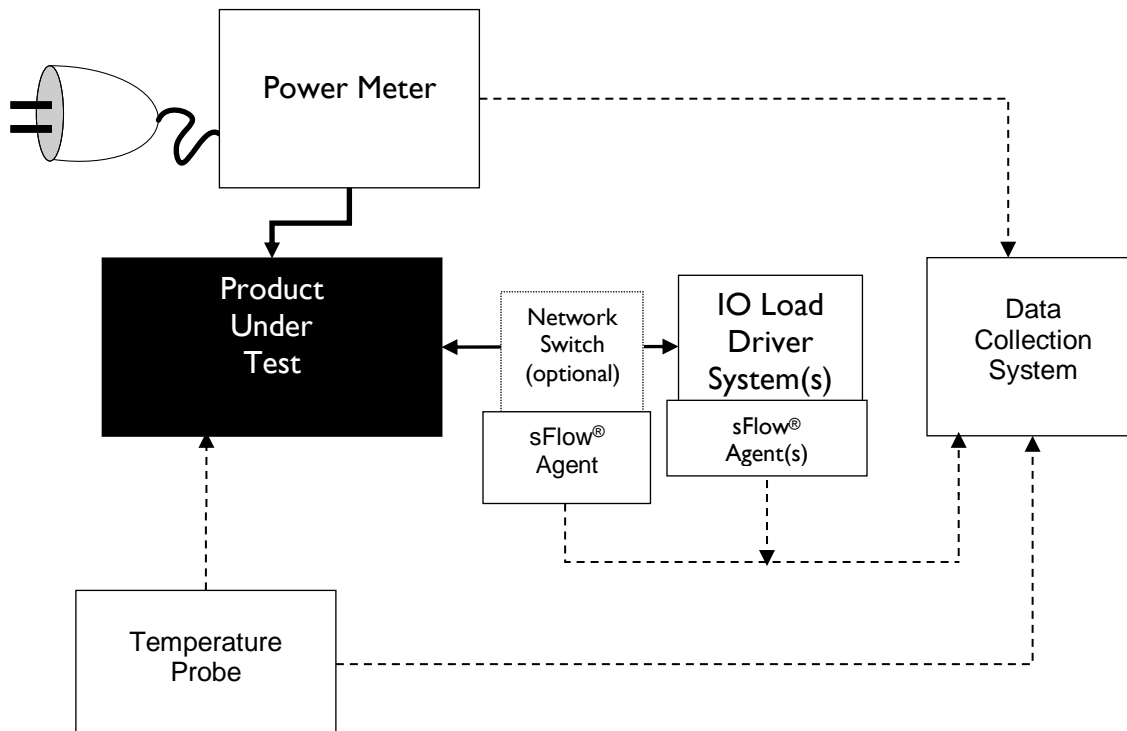 Power Meter
Product
Under
Test
Network
Switch
(optional)
IO Load
Driver
System(s)
Data
Collection
System
sFlow®
Agent
sFlow®
Agent(s)
Temperature
Probe